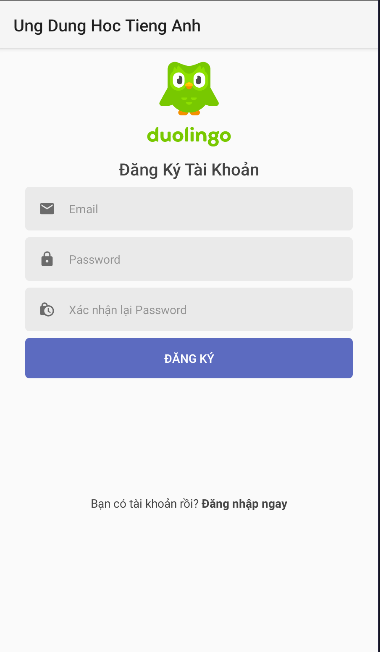 Ung Dung Hoc Tieng Anh
duolingo
Đăng Ký Tài Khoản
Email
Password
Xác nhận lại Password
ĐĂNG KÝ
Bạn có tài khoản rồi? Đăng nhập ngay